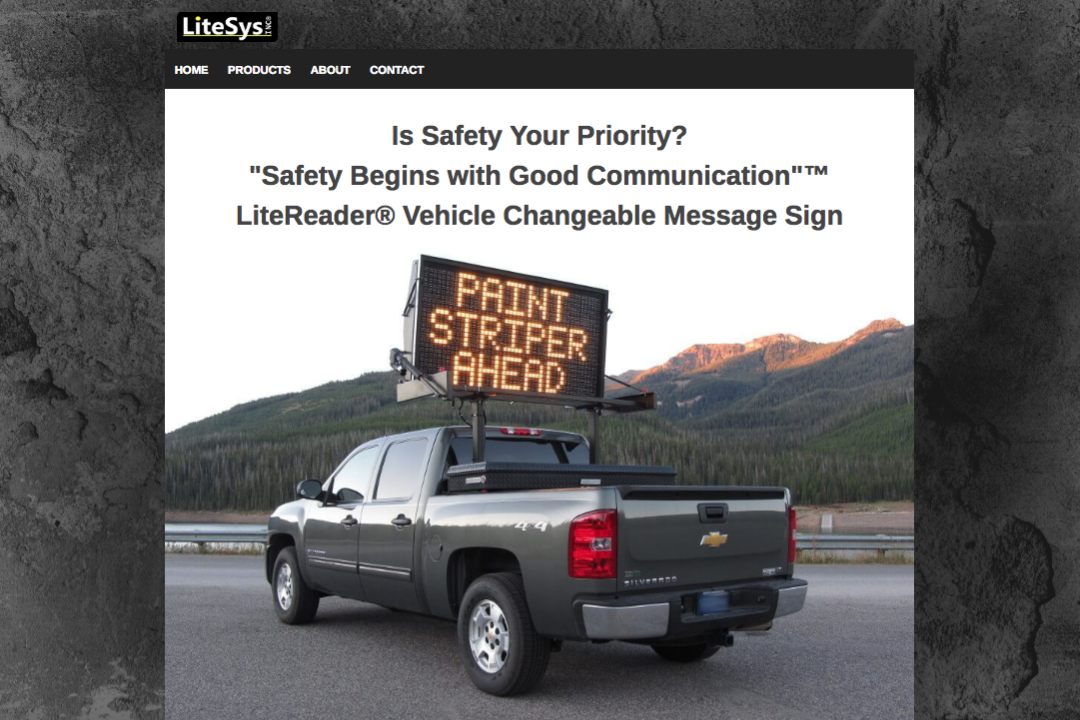 LiteSys INC®
HOME PRODUCTS ABOUT CONTACT
Is Safety Your Priority?
"Safety Begins with Good Communication"™
LiteReader® Vehicle Changeable Message Sign
PAINT
STRIPER
AHEAD
4x4
SILVERADO